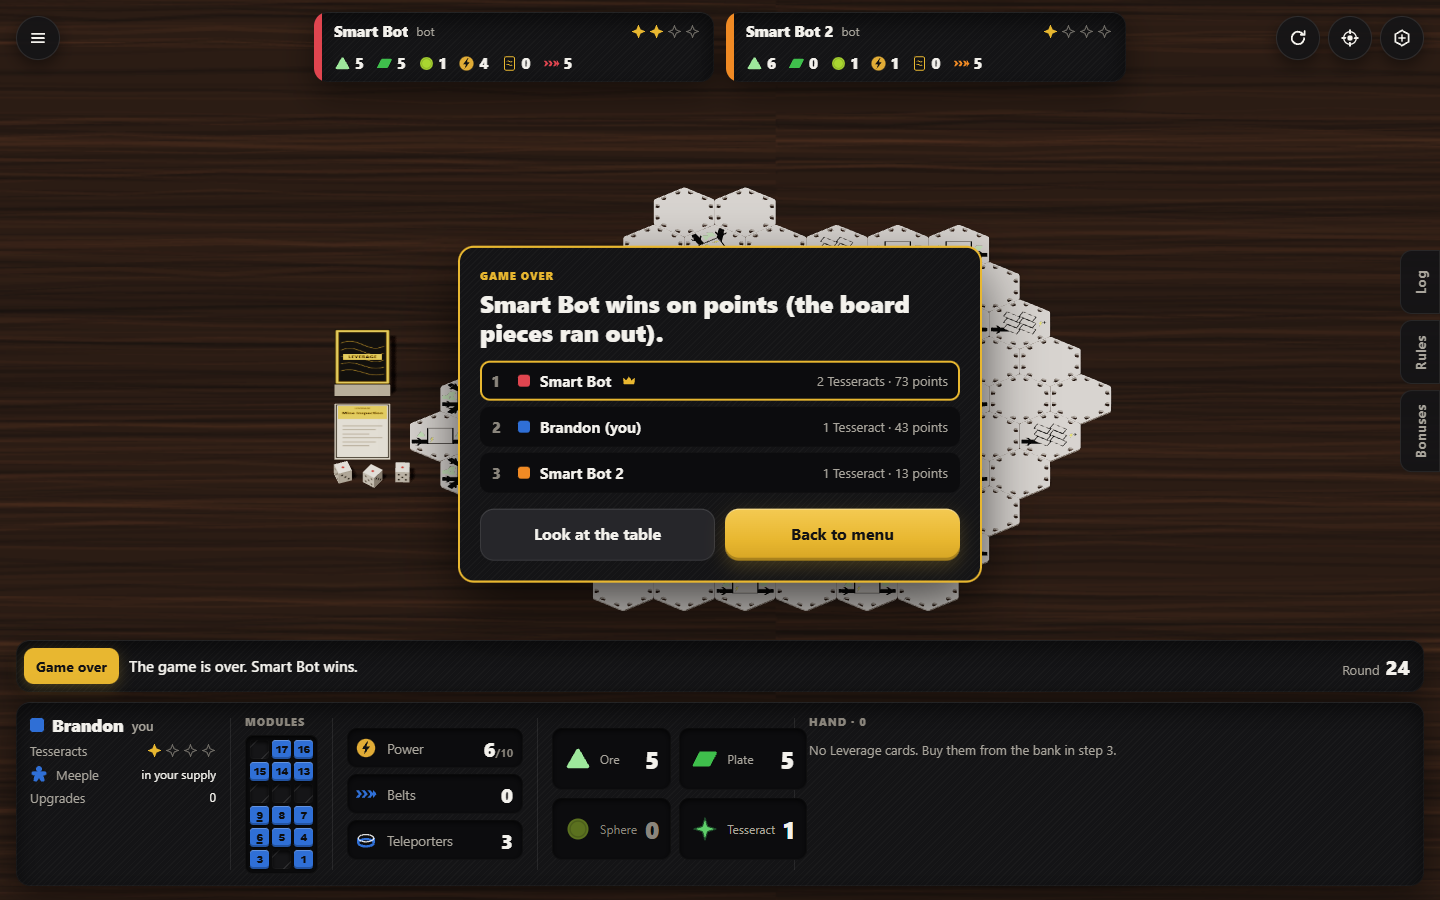 Smart Bot bot
5 5 1 4 0 5
Smart Bot 2 bot
6 0 1 1 0 5
LEVERAGE
GAME OVER
Smart Bot wins on points (the board
pieces ran out).
1 Smart Bot 2 Tesseracts · 73 points
2 Brandon (you) 1 Tesseract · 43 points
3 Smart Bot 2 1 Tesseract · 13 points
Look at the table
Back to menu
Log
Rules
Bonuses
Game over
The game is over. Smart Bot wins.
Round 24
Brandon you
Tesseracts
Meeple in your supply
Upgrades 0
MODULES
17 16
15 14 13
9 8 7
6 5 4
3 1
Power 6/10
Belts 0
Teleporters 3
Ore 5
Plate 5
Sphere 0
Tesseract 1
HAND · 0
No Leverage cards. Buy them from the bank in step 3.